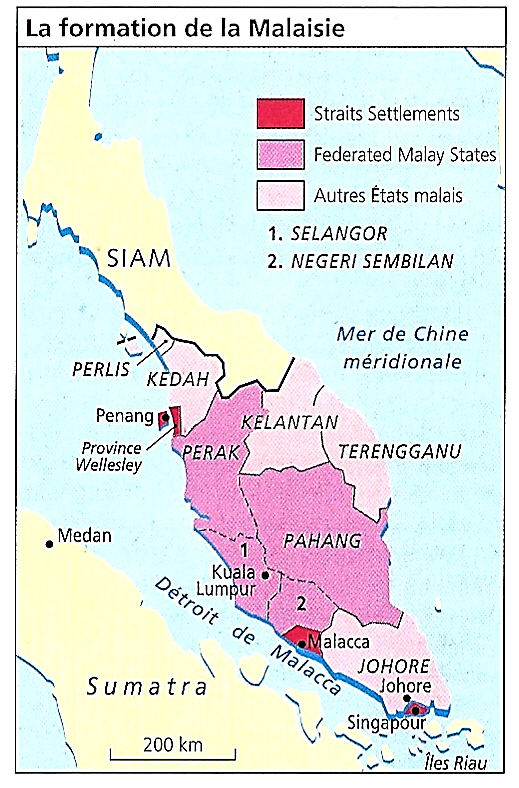 La formation de la Malaisie
Straits Settlements
Federated Malay States
Autres États malais
1. SELANGOR
2. NEGERI SEMBILAN
SIAM
Mer de Chine
méridionale
PERLIS
KEDAH
Penang
Province
Wellesley
KELANTAN
PERAK
TERENGGANU
Medan
1
PAHANG
Kuala
Lumpur
2
Détroit de Malacca
Malacca
Sumatra
JOHORE
Johore
Singapour
200 km
Îles Riau